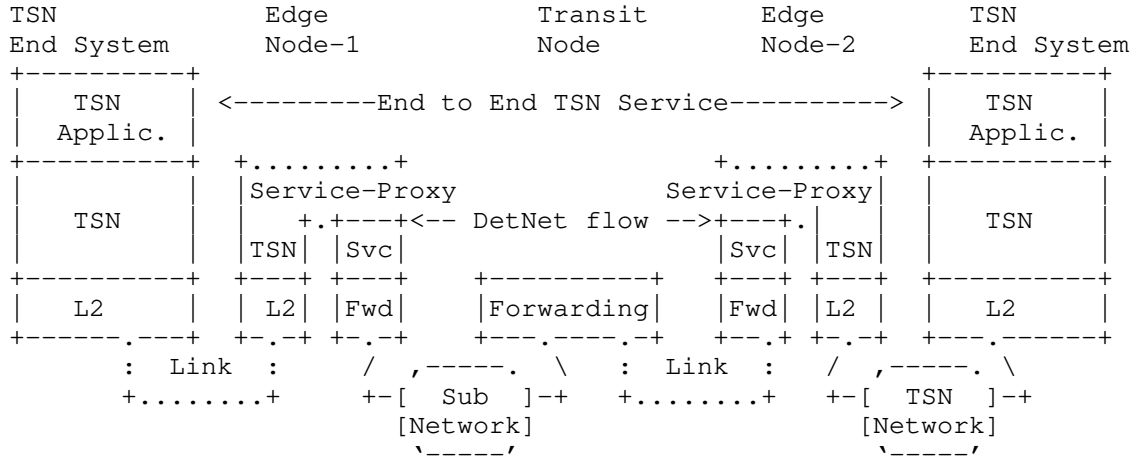 TSN Edge Transit Edge TSN
End System Node-1 Node Node-2 End System
TSN <---------End to End TSN Service----------> TSN
Applic. Applic.
Service-Proxy Service-Proxy
TSN <-- DetNet flow --> TSN
TSN Svc Svc TSN
L2 L2 Fwd Forwarding Fwd L2 L2
Link Link
Sub TSN
[Network] [Network]